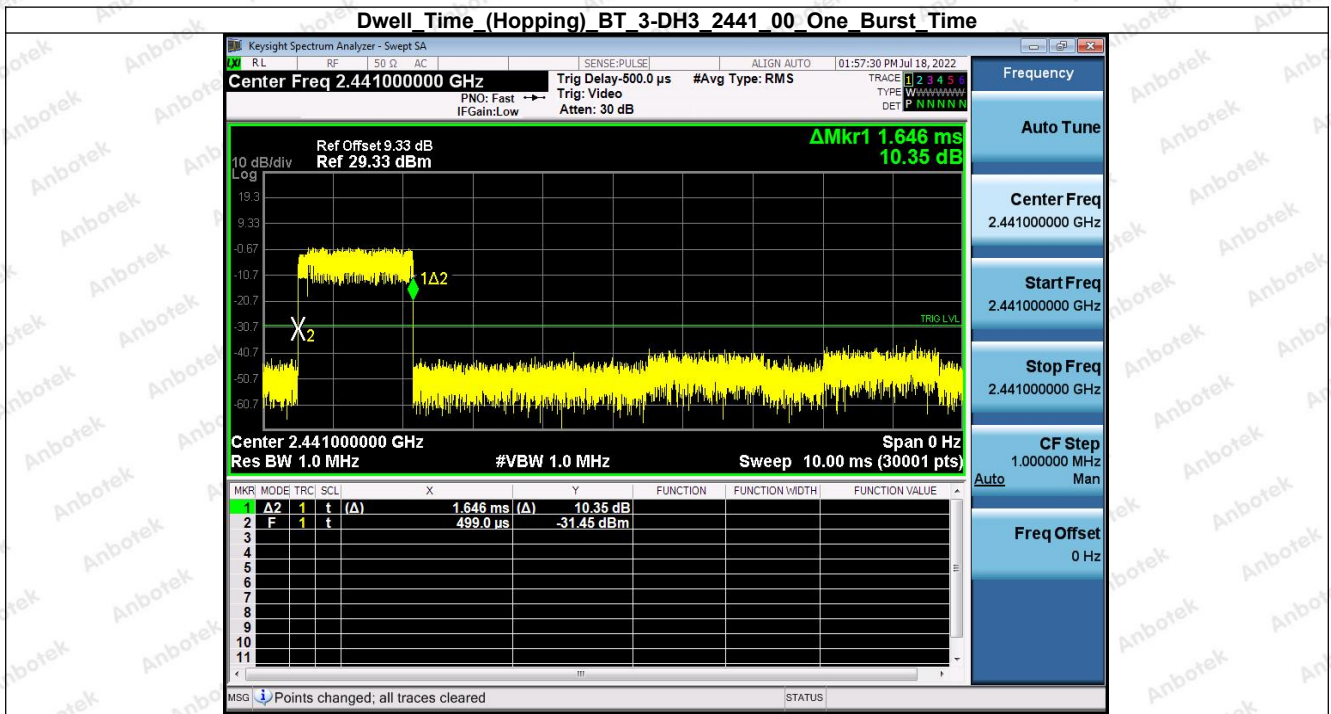 Dwell_Time_(Hopping)_BT_3-DH3_2441_00_One_Burst_Time
Keysight Spectrum Analyzer - Swept SA
LXI RL RF 50 Ω AC SENSE:PULSE ALIGN AUTO 01:57:30 PM Jul 18, 2022
Center Freq 2.441000000 GHz
PNO: Fast
IFGain:Low
Trig Delay-500.0 µs
Trig: Video
Atten: 30 dB
#Avg Type: RMS
TRACE 1 2 3 4 5 6
TYPE WWWWWWW
DET P N N N N N
ΔMkr1 1.646 ms
10.35 dB
Ref Offset 9.33 dB
10 dB/div Ref 29.33 dBm
Log
19.3
9.33
-0.67
-10.7
1Δ2
-20.7
TRIG LVL
-30.7
X2
-40.7
-50.7
-60.7
Center 2.441000000 GHz Span 0 Hz
Res BW 1.0 MHz #VBW 1.0 MHz Sweep 10.00 ms (30001 pts)
MKR MODE TRC SCL X Y FUNCTION FUNCTION WIDTH FUNCTION VALUE
1 Δ2 1 t (Δ) 1.646 ms (Δ) 10.35 dB
2 F 1 t 499.0 µs -31.45 dBm
3
4
5
6
7
8
9
10
11
MSG Points changed; all traces cleared STATUS
Frequency
Auto Tune
Center Freq
2.441000000 GHz
Start Freq
2.441000000 GHz
Stop Freq
2.441000000 GHz
CF Step
1.000000 MHz
Auto Man
Freq Offset
0 Hz
Anbotek